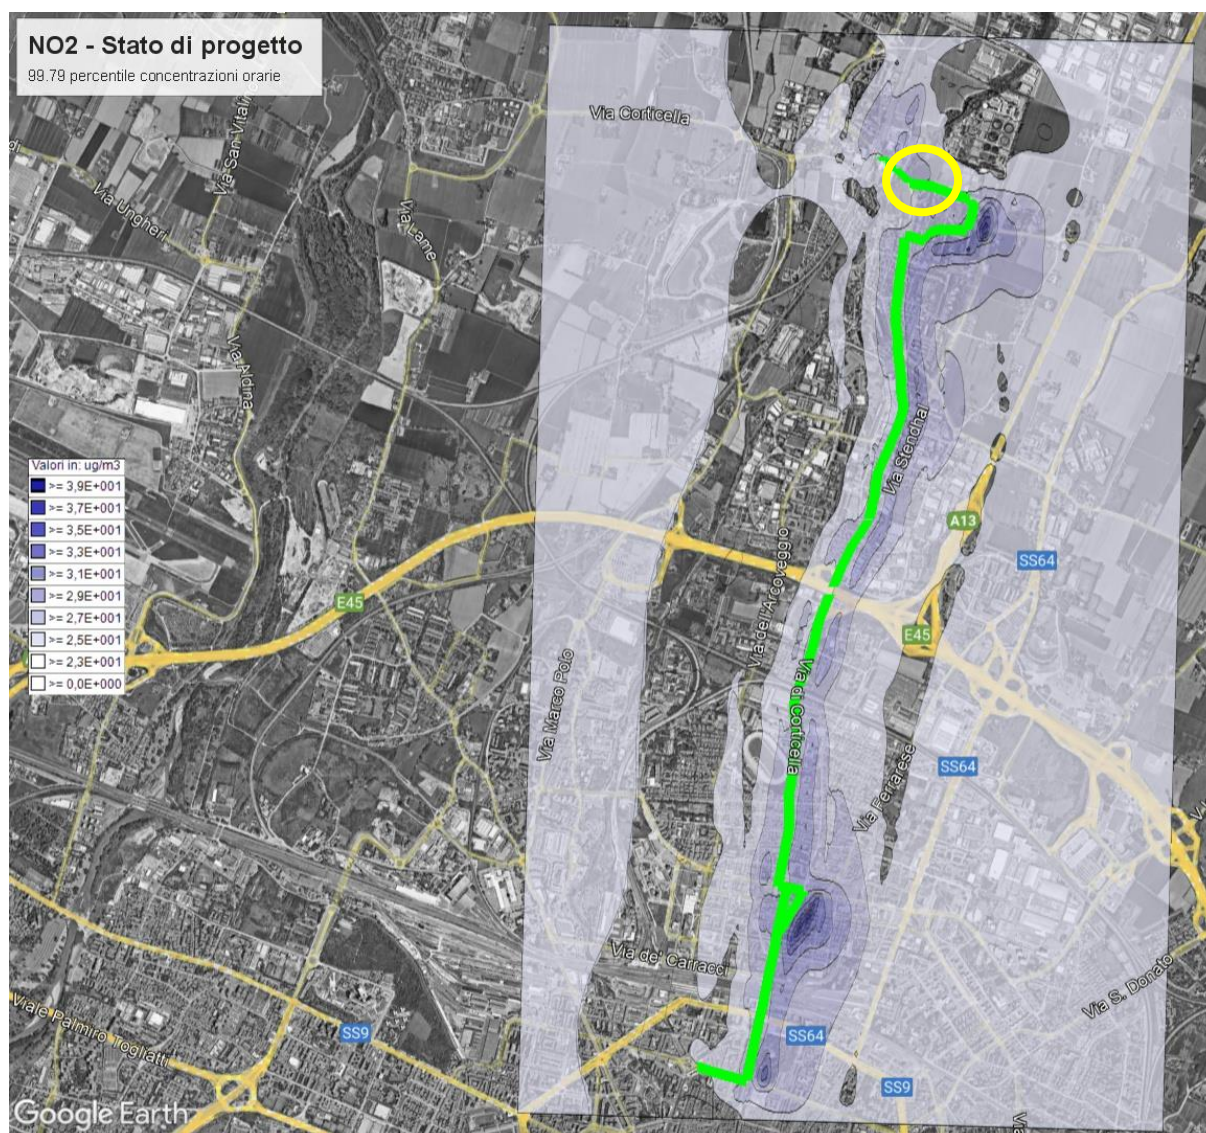 NO2 - Stato di progetto
99.79 percentile concentrazioni orarie
Via Corticella
Via San Vitalino
Via Ungheri
Via Lame
Via Aldina
Valori in: ug/m3
>= 3,9E+001
>= 3,7E+001
>= 3,5E+001
>= 3,3E+001
>= 3,1E+001
>= 2,9E+001
>= 2,7E+001
>= 2,5E+001
>= 2,3E+001
>= 0,0E+000
Via Stendha
A13
SS64
Via dell'Arcoveggio
E45
E45
Via Marco Polo
Via di Corticella
SS64
Via Ferrarese
Via de' Carracci
Via S. Donato
Viale Palmiro Togliatti
SS9
SS64
SS9
Google Earth